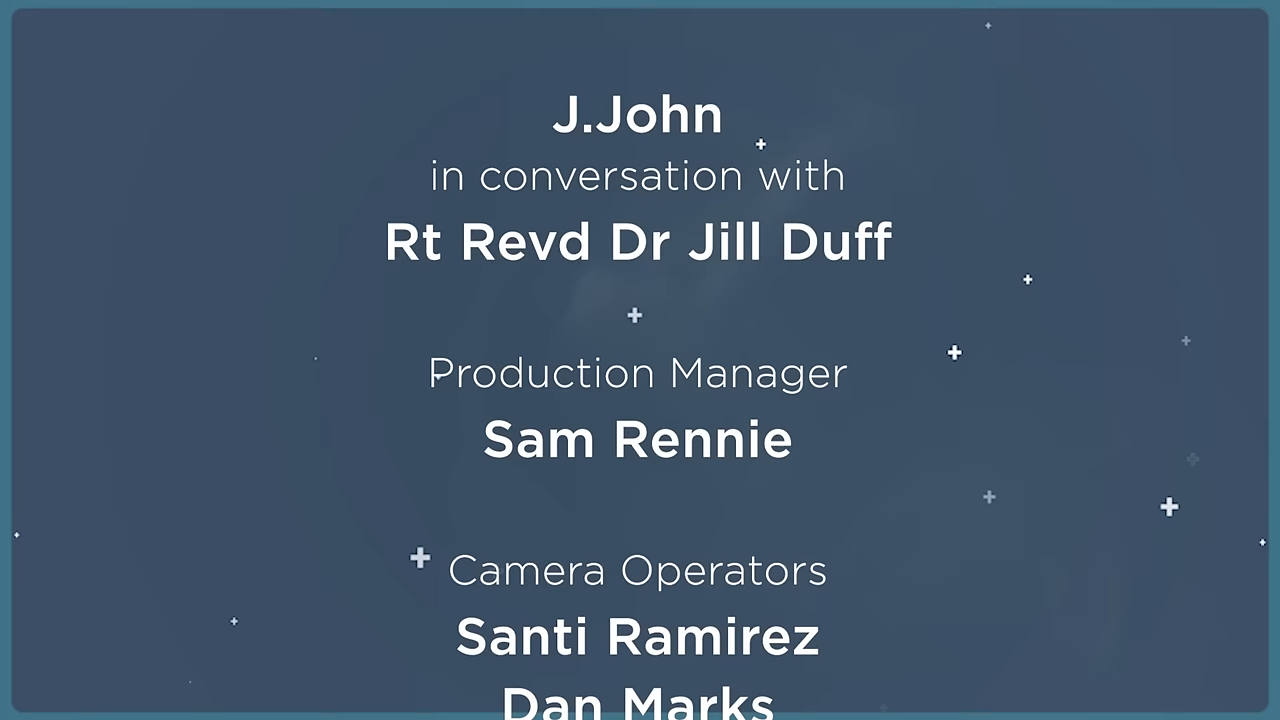 J.John
in conversation with
Rt Revd Dr Jill Duff
Production Manager
Sam Rennie
Camera Operators
Santi Ramirez
Dan Marks